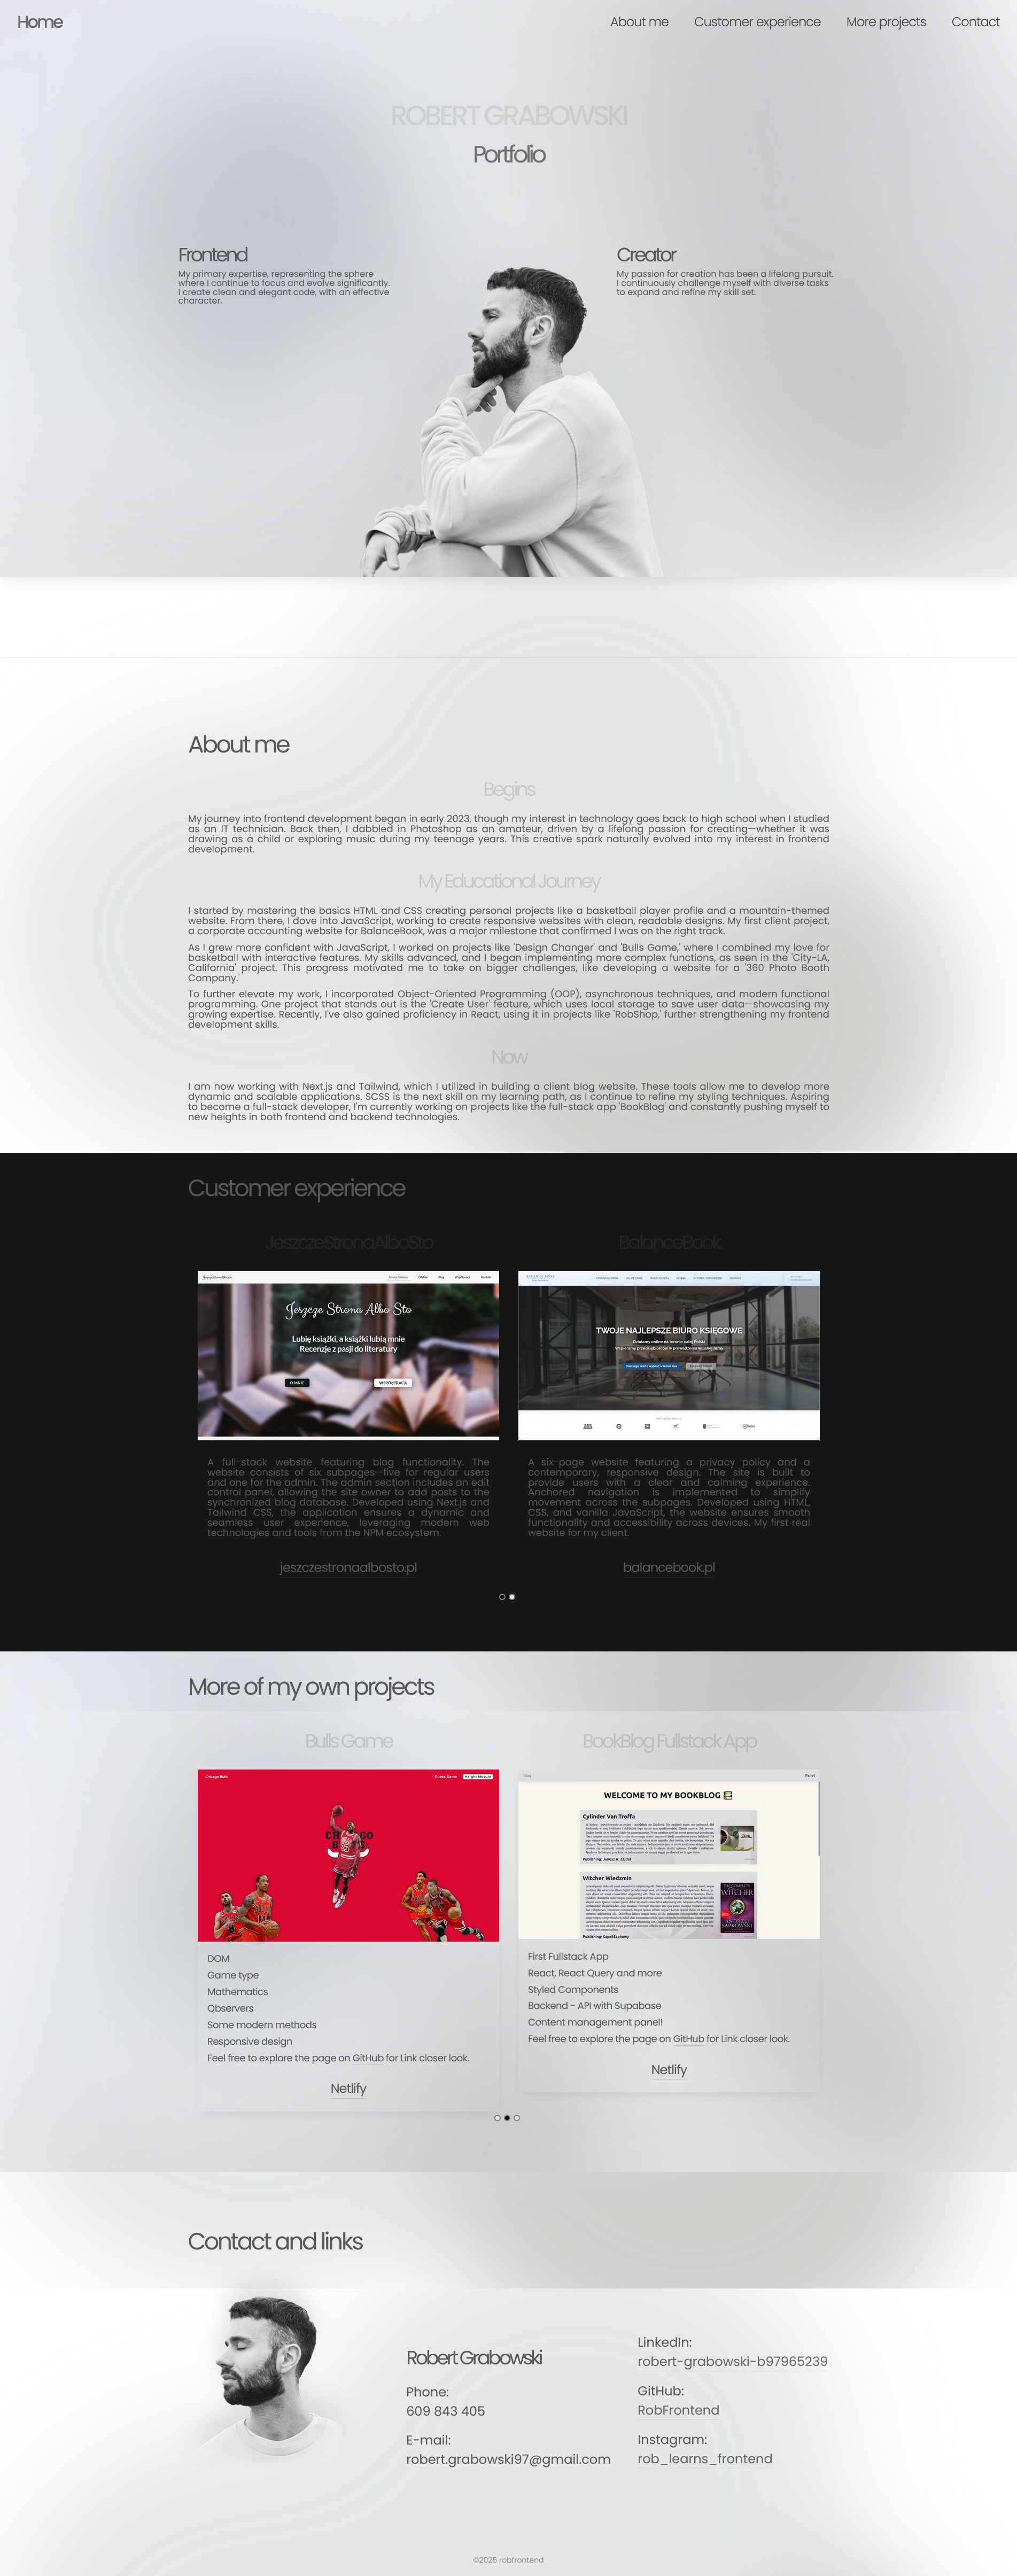 Home
About me
Customer experience
More projects
Contact
ROBERT GRABOWSKI
Portfolio
Frontend
My primary expertise, representing the sphere
where I continue to focus and evolve significantly.
I create clean and elegant code, with an effective
character.
Creator
My passion for creation has been a lifelong pursuit.
I continuously challenge myself with diverse tasks
to expand and refine my skill set.
About me
Begins
My journey into frontend development began in early 2023, though my interest in technology goes back to high school when I studied
as an IT technician. Back then, I dabbled in Photoshop as an amateur, driven by a lifelong passion for creating—whether it was
drawing as a child or exploring music during my teenage years. This creative spark naturally evolved into my interest in frontend
development.
My Educational Journey
I started by mastering the basics HTML and CSS creating personal projects like a basketball player profile and a mountain-themed
website. From there, I dove into JavaScript, working to create responsive websites with clean, readable designs. My first client project,
a corporate accounting website for BalanceBook, was a major milestone that confirmed I was on the right track.
As I grew more confident with JavaScript, I worked on projects like 'Design Changer' and 'Bulls Game,' where I combined my love for
basketball with interactive features. My skills advanced, and I began implementing more complex functions, as seen in the 'City-LA,
California' project. This progress motivated me to take on bigger challenges, like developing a website for a '360 Photo Booth
Company.'
To further elevate my work, I incorporated Object-Oriented Programming (OOP), asynchronous techniques, and modern functional
programming. One project that stands out is the 'Create User' feature, which uses local storage to save user data—showcasing my
growing expertise. Recently, I've also gained proficiency in React, using it in projects like 'RobShop,' further strengthening my frontend
development skills.
Now
I am now working with Next.js and Tailwind, which I utilized in building a client blog website. These tools allow me to develop more
dynamic and scalable applications. SCSS is the next skill on my learning path, as I continue to refine my styling techniques. Aspiring
to become a full-stack developer, I'm currently working on projects like the full-stack app 'BookBlog' and constantly pushing myself to
new heights in both frontend and backend technologies.
Customer experience
JeszczeStronaAlboSto
Jeszcze Strona Albo Sto
Lubię książki, a książki lubią mnie
Recenzje z pasji do literatury
O MNIE
WSPÓŁPRACA
A full-stack website featuring blog functionality. The
website consists of six subpages—five for regular users
and one for the admin. The admin section includes an edit
control panel, allowing the site owner to add posts to the
synchronized blog database. Developed using Next.js and
Tailwind CSS, the application ensures a dynamic and
seamless user experience, leveraging modern web
technologies and tools from the NPM ecosystem.
jeszczestronaalbosto.pl
BalanceBook
TWOJE NAJLEPSZE BIURO KSIĘGOWE
Działamy online na terenie całej Polski
A six-page website featuring a privacy policy and a
contemporary, responsive design. The site is built to
provide users with a clear and calming experience.
Anchored navigation is implemented to simplify
movement across the subpages. Developed using HTML,
CSS, and vanilla JavaScript, the website ensures smooth
functionality and accessibility across devices. My first real
website for my client.
balancebook.pl
More of my own projects
Bulls Game
Chicago Bulls
Guess Game
Height Measure
DOM
Game type
Mathematics
Observers
Some modern methods
Responsive design
Feel free to explore the page on GitHub for Link closer look.
Netlify
BookBlog Fullstack App
Blog
Panel
WELCOME TO MY BOOKBLOG
Cylinder Van Troffa
Publishing: Janusz A. Zajdel
Witcher Wiedzmin
WITCHER
ANDRZEJ
SAPKOWSKI
Publishing: SapekSapkowy
First Fullstack App
React, React Query and more
Styled Components
Backend - API with Supabase
Content management panel!
Feel free to explore the page on GitHub for Link closer look.
Netlify
Contact and links
Robert Grabowski
Phone:
609 843 405
E-mail:
robert.grabowski97@gmail.com
LinkedIn:
robert-grabowski-b97965239
GitHub:
RobFrontend
Instagram:
rob_learns_frontend
©2025 robfrontend